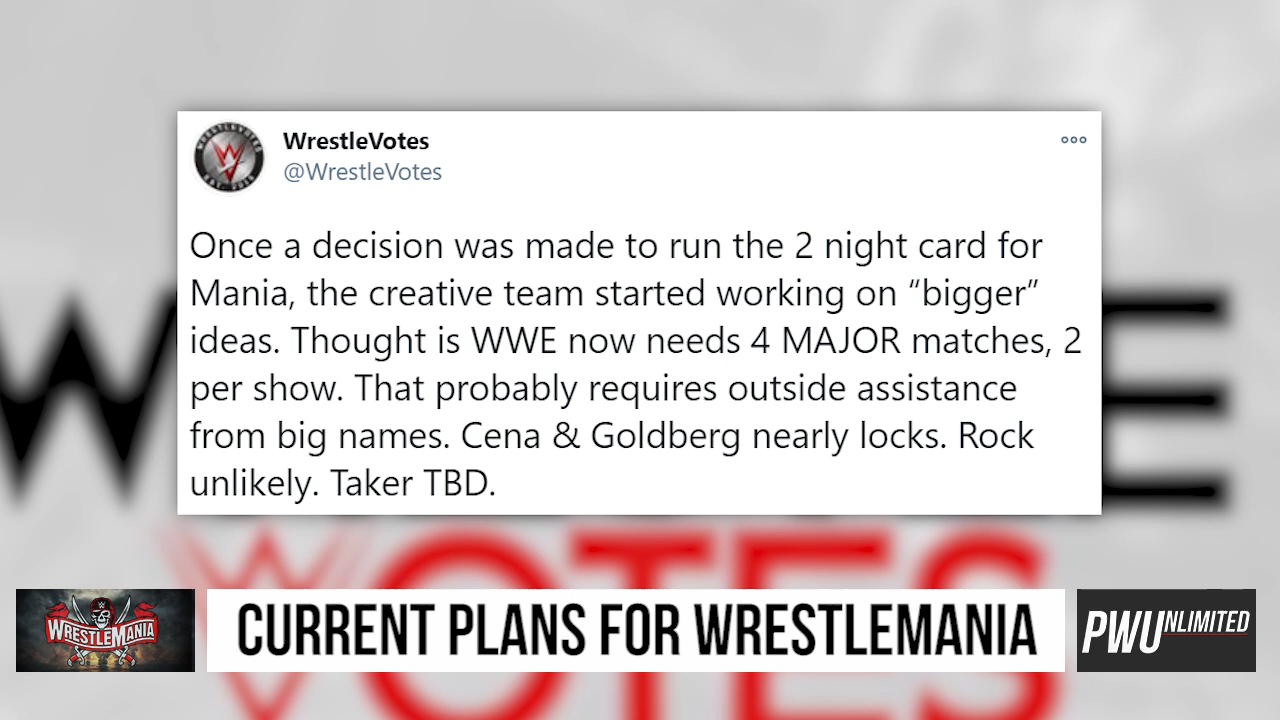 WrestleVotes
@WrestleVotes
Once a decision was made to run the 2 night card for
Mania, the creative team started working on “bigger”
ideas. Thought is WWE now needs 4 MAJOR matches, 2
per show. That probably requires outside assistance
from big names. Cena & Goldberg nearly locks. Rock
unlikely. Taker TBD.
VOTES
WRESTLEMANIA
CURRENT PLANS FOR WRESTLEMANIA
PWUNLIMITED